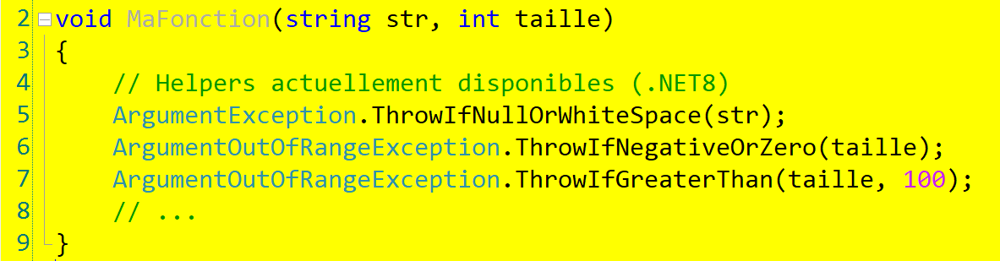 2 void MaFonction(string str, int taille)
3 {
4 // Helpers actuellement disponibles (.NET8)
5 ArgumentException.ThrowIfNullOrWhiteSpace(str);
6 ArgumentOutOfRangeException.ThrowIfNegativeOrZero(taille);
7 ArgumentOutOfRangeException.ThrowIfGreaterThan(taille, 100);
8 // ...
9 }